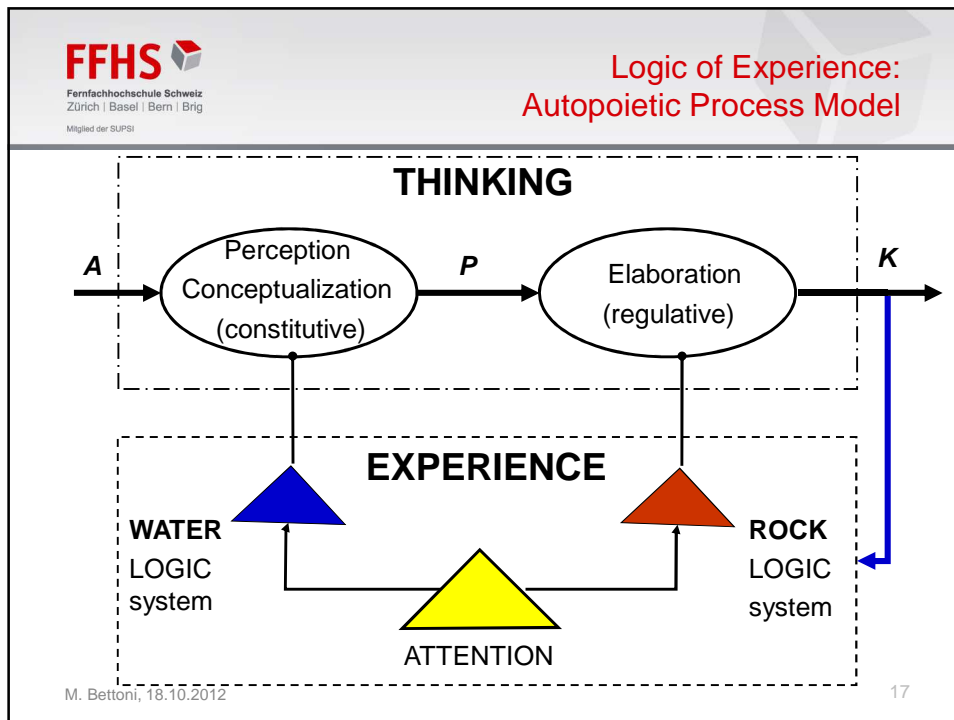 FFHS
Fernfachhochschule Schweiz
Zürich | Basel | Bern | Brig
Mitglied der SUPSI
Logic of Experience:
Autopoietic Process Model
THINKING
A
Perception
Conceptualization
(constitutive)
P
Elaboration
(regulative)
K
EXPERIENCE
WATER
LOGIC
system
ROCK
LOGIC
system
ATTENTION
M. Bettoni, 18.10.2012
17